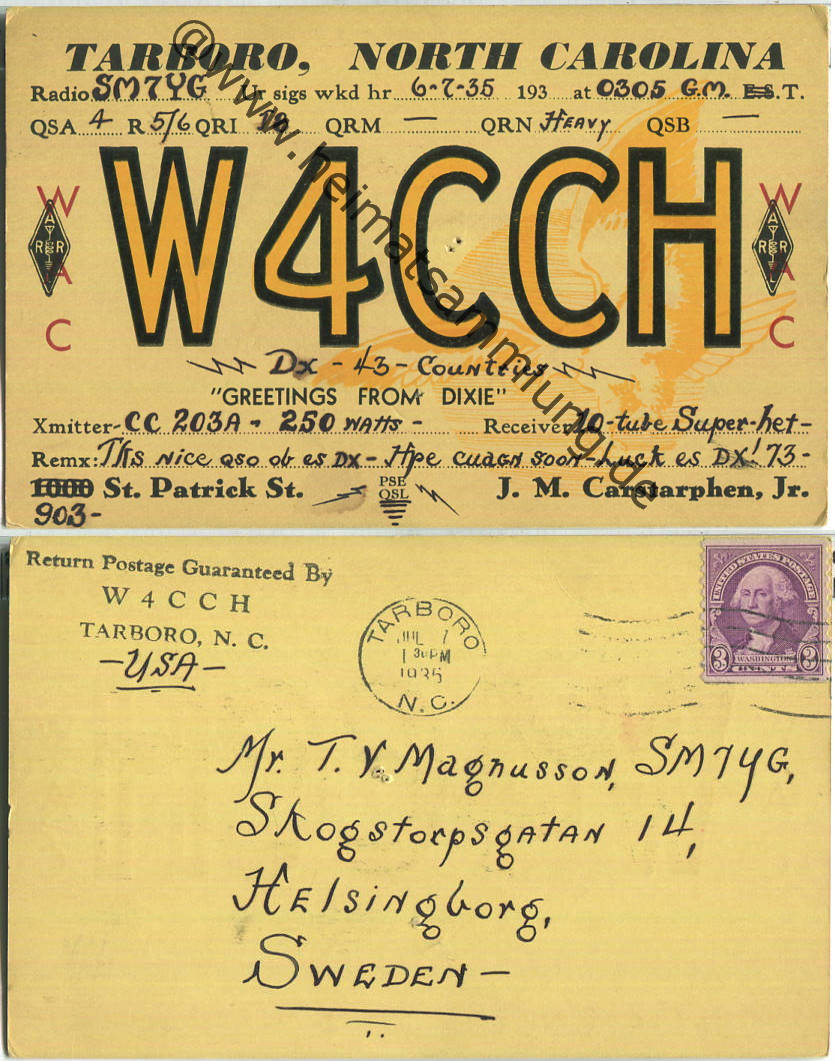 TARBORO, NORTH CAROLINA
Radio SM7YG Ur sigs wkd hr 6-7-35 193 at 0305 G.M. E.S.T.
QSA 4 R 5/6 QRI QRM — QRN HEAVY QSB —
W A C
W4CCH
W A C
A
R R
L
A
R R
L
Dx - 43 - Countries
"GREETINGS FROM DIXIE"
Xmitter- CC 203A - 250 WATTS - Receiver 10-tube Super-het-
Remx: Tks nice qso ob es DX - Hpe cuagn soon - Luck es DX! 73-
1000 St. Patrick St. PSE QSL J. M. Carstarphen, Jr.
903-
@www.heimatsammlung.de
Return Postage Guaranteed By
W4CCH
TARBORO, N. C.
-USA-
TARBORO
JUL 7
1 30 PM
1935
N.C.
UNITED STATES POSTAGE
3 WASHINGTON 3
CENTS
Mr. T. V. Magnusson, SM7YG,
Skogstorpsgatan 14,
Helsingborg,
SWEDEN -